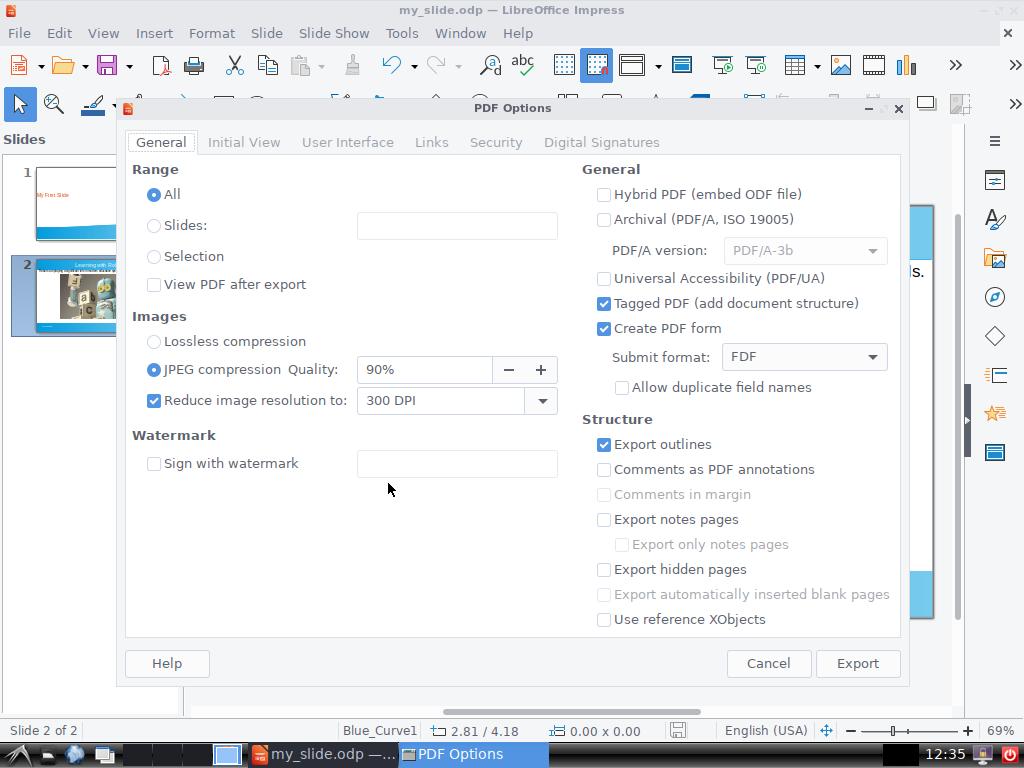 my_slide.odp — LibreOffice Impress
File Edit View Insert Format Slide Slide Show Tools Window Help
abc
PDF Options
Slides
General Initial View User Interface Links Security Digital Signatures
Range
All
Slides:
Selection
View PDF after export
Images
Lossless compression
JPEG compression Quality: 90%
Reduce image resolution to: 300 DPI
Watermark
Sign with watermark
General
Hybrid PDF (embed ODF file)
Archival (PDF/A, ISO 19005)
PDF/A version: PDF/A-3b
Universal Accessibility (PDF/UA)
Tagged PDF (add document structure)
Create PDF form
Submit format: FDF
Allow duplicate field names
Structure
Export outlines
Comments as PDF annotations
Comments in margin
Export notes pages
Export only notes pages
Export hidden pages
Export automatically inserted blank pages
Use reference XObjects
Help Cancel Export
1
My First Slide
2
Learning with Ro
ls.
Slide 2 of 2 Blue_Curve1 2.81 / 4.18 0.00 x 0.00 English (USA) 69%
my_slide.odp —... PDF Options 12:35